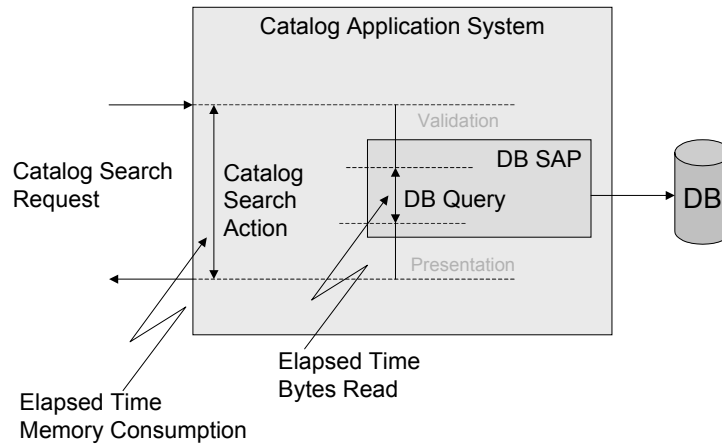 Catalog Application System
Validation
DB SAP
Catalog Search
Request
Catalog
Search
Action
DB Query
DB
Presentation
Elapsed Time
Bytes Read
Elapsed Time
Memory Consumption